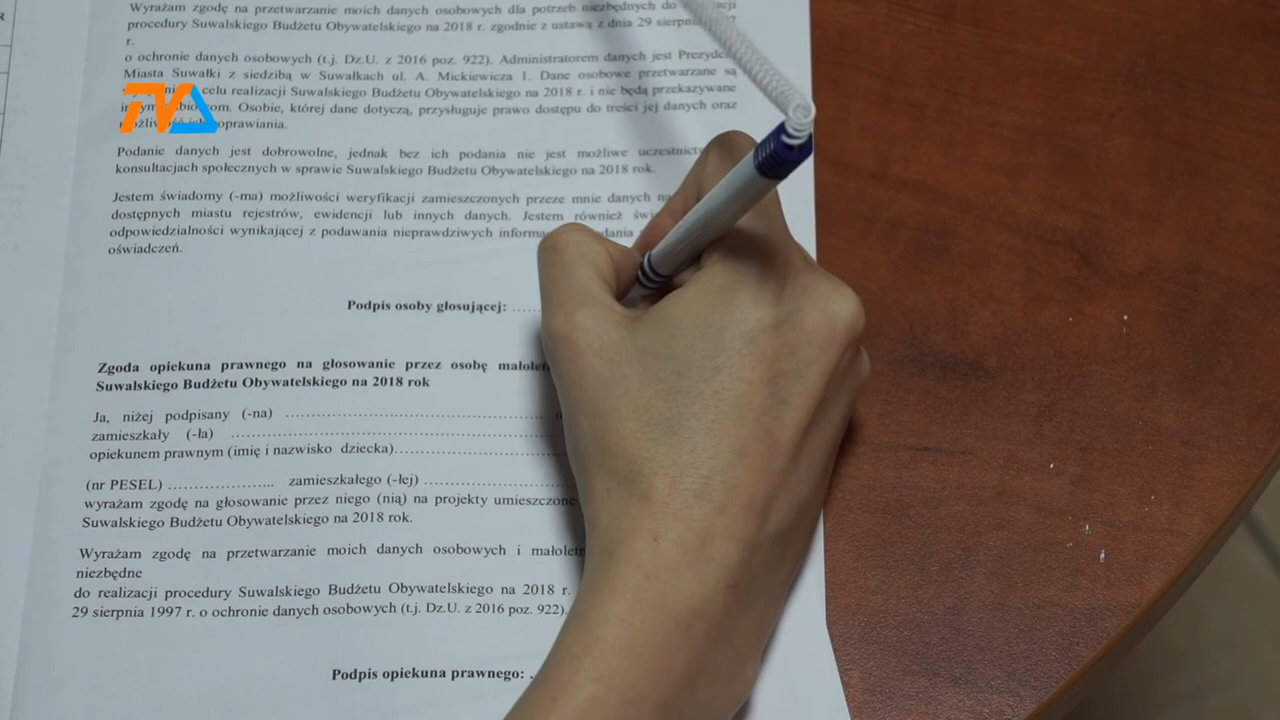 Wyrażam zgodę na przetwarzanie moich danych osobowych dla potrzeb niezbędnych do
procedury Suwalskiego Budżetu Obywatelskiego na 2018 r. zgodnie z ustawą z dnia 29 sierpnia
r.
o ochronie danych osobowych (t.j. Dz.U. z 2016 poz. 922). Administratorem danych jest Prezydent
Miasta Suwałki z siedzibą w Suwałkach ul. A. Mickiewicza 1. Dane osobowe przetwarzane są
celu realizacji Suwalskiego Budżetu Obywatelskiego na 2018 r. i nie będą przekazywane
Osobie, której dane dotyczą, przysługuje prawo dostępu do treści jej danych oraz
poprawiania.
TVA
Podanie danych jest dobrowolne, jednak bez ich podania nie jest możliwe
konsultacjach społecznych w sprawie Suwalskiego Budżetu Obywatelskiego na 2018 rok.
Jestem świadomy (-ma) możliwości weryfikacji zamieszczonych przeze mnie danych
dostępnych miastu rejestrów, ewidencji lub innych danych. Jestem również
odpowiedzialności wynikającej z podawania nieprawdziwych
oświadczeń.
Podpis osoby głosującej: ......
Zgoda opiekuna prawnego na głosowanie przez osobę
Suwalskiego Budżetu Obywatelskiego na 2018 rok
Ja, niżej podpisany (-na) ................................................
zamieszkały (-ła) ................................................
opiekunem prawnym (imię i nazwisko dziecka)................................
(nr PESEL) ...................... zamieszkałego (-łej) ..........................
wyrażam zgodę na głosowanie przez niego (nią) na projekty umieszczone
Suwalskiego Budżetu Obywatelskiego na 2018 rok.
Wyrażam zgodę na przetwarzanie moich danych osobowych i
niezbędne
do realizacji procedury Suwalskiego Budżetu Obywatelskiego na 2018 r.
29 sierpnia 1997 r. o ochronie danych osobowych (t.j. Dz.U. z 2016 poz. 922).
Podpis opiekuna prawnego: .